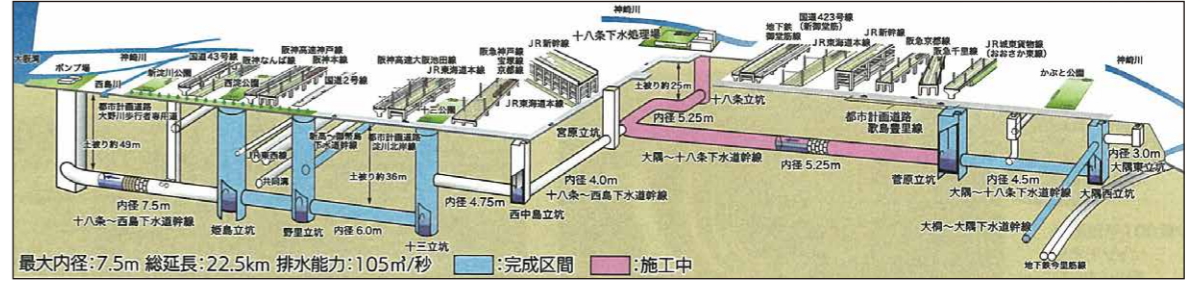 大阪湾
ポンプ場
神崎川
西島川
新淀川公園
国道43号線
阪神なんば線
西淀公園
阪神高速神戸線
阪神本線
国道2号線
阪神高速大阪池田線
JR東海道本線
十三公園
阪急神戸線
宝塚線
京都線
JR新幹線
JR東海道本線
神崎川
十八条下水処理場
地下鉄
御堂筋線
国道423号線
(新御堂筋)
JR新幹線
JR東海道本線
阪急京都線
阪急千里線
JR城東貨物線
(おおさか東線)
かぶと公園
神崎川
都市計画道路
大野川歩行者専用道
土被り約49m
内径7.5m
十八条~西島下水道幹線
姫島立坑
JR東西線
共同溝
新高~御幣島
下水道幹線
野里立坑
都市計画道路
淀川北岸線
土被り約36m
内径6.0m
十三立坑
内径4.75m
西中島立坑
内径4.0m
十八条~西島下水道幹線
宮原立坑
土被り約25m
十八条立坑
内径5.25m
大隅~十八条下水道幹線
内径5.25m
都市計画道路
歌島豊里線
菅原立坑
内径4.5m
大隅~十八条下水道幹線
内径3.0m
大隅東立坑
大隅西立坑
大桐~大隅下水道幹線
地下鉄今里筋線
最大内径:7.5m 総延長:22.5km 排水能力:105㎥/秒 :完成区間 :施工中